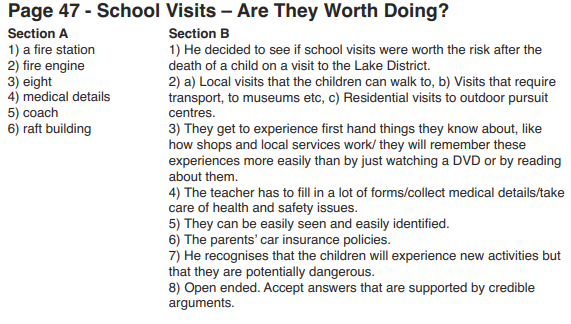 Page 47 - School Visits – Are They Worth Doing?
Section A
1) a fire station
2) fire engine
3) eight
4) medical details
5) coach
6) raft building
Section B
1) He decided to see if school visits were worth the risk after the
death of a child on a visit to the Lake District.
2) a) Local visits that the children can walk to, b) Visits that require
transport, to museums etc, c) Residential visits to outdoor pursuit
centres.
3) They get to experience first hand things they know about, like
how shops and local services work/ they will remember these
experiences more easily than by just watching a DVD or by reading
about them.
4) The teacher has to fill in a lot of forms/collect medical details/take
care of health and safety issues.
5) They can be easily seen and easily identified.
6) The parents' car insurance policies.
7) He recognises that the children will experience new activities but
that they are potentially dangerous.
8) Open ended. Accept answers that are supported by credible
arguments.